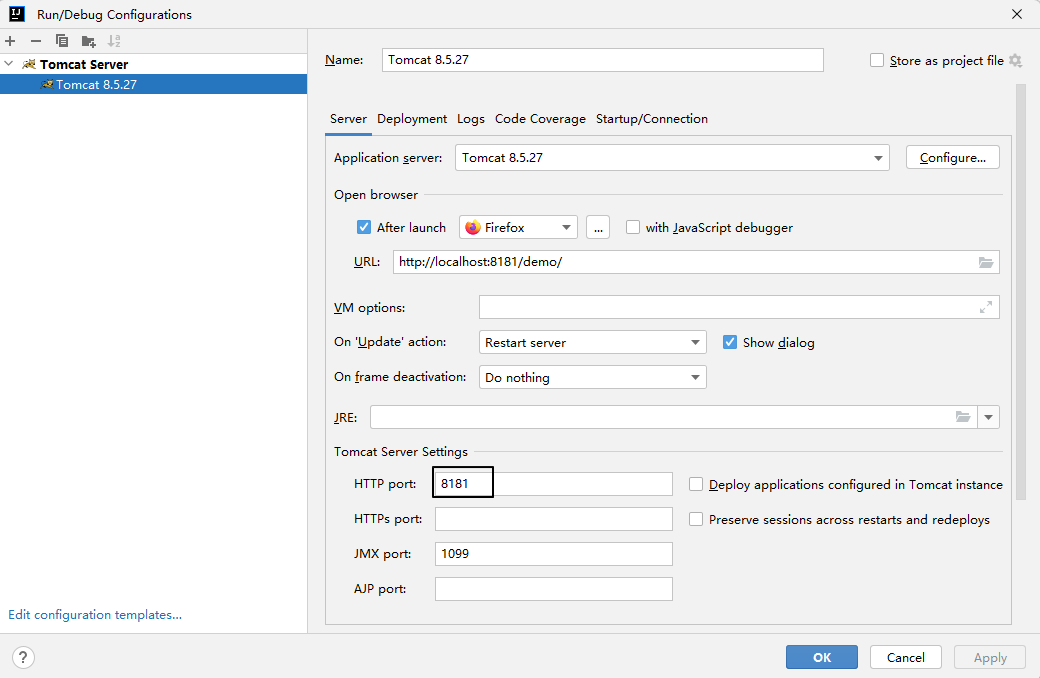 Run/Debug Configurations
Tomcat Server
Tomcat 8.5.27
Edit configuration templates...
Name: Tomcat 8.5.27 Store as project file
Server Deployment Logs Code Coverage Startup/Connection
Application server: Tomcat 8.5.27 Configure...
Open browser
After launch Firefox ... with JavaScript debugger
URL: http://localhost:8181/demo/
VM options:
On 'Update' action: Restart server Show dialog
On frame deactivation: Do nothing
JRE:
Tomcat Server Settings
HTTP port: 8181 Deploy applications configured in Tomcat instance
HTTPs port: Preserve sessions across restarts and redeploys
JMX port: 1099
AJP port:
? OK Cancel Apply